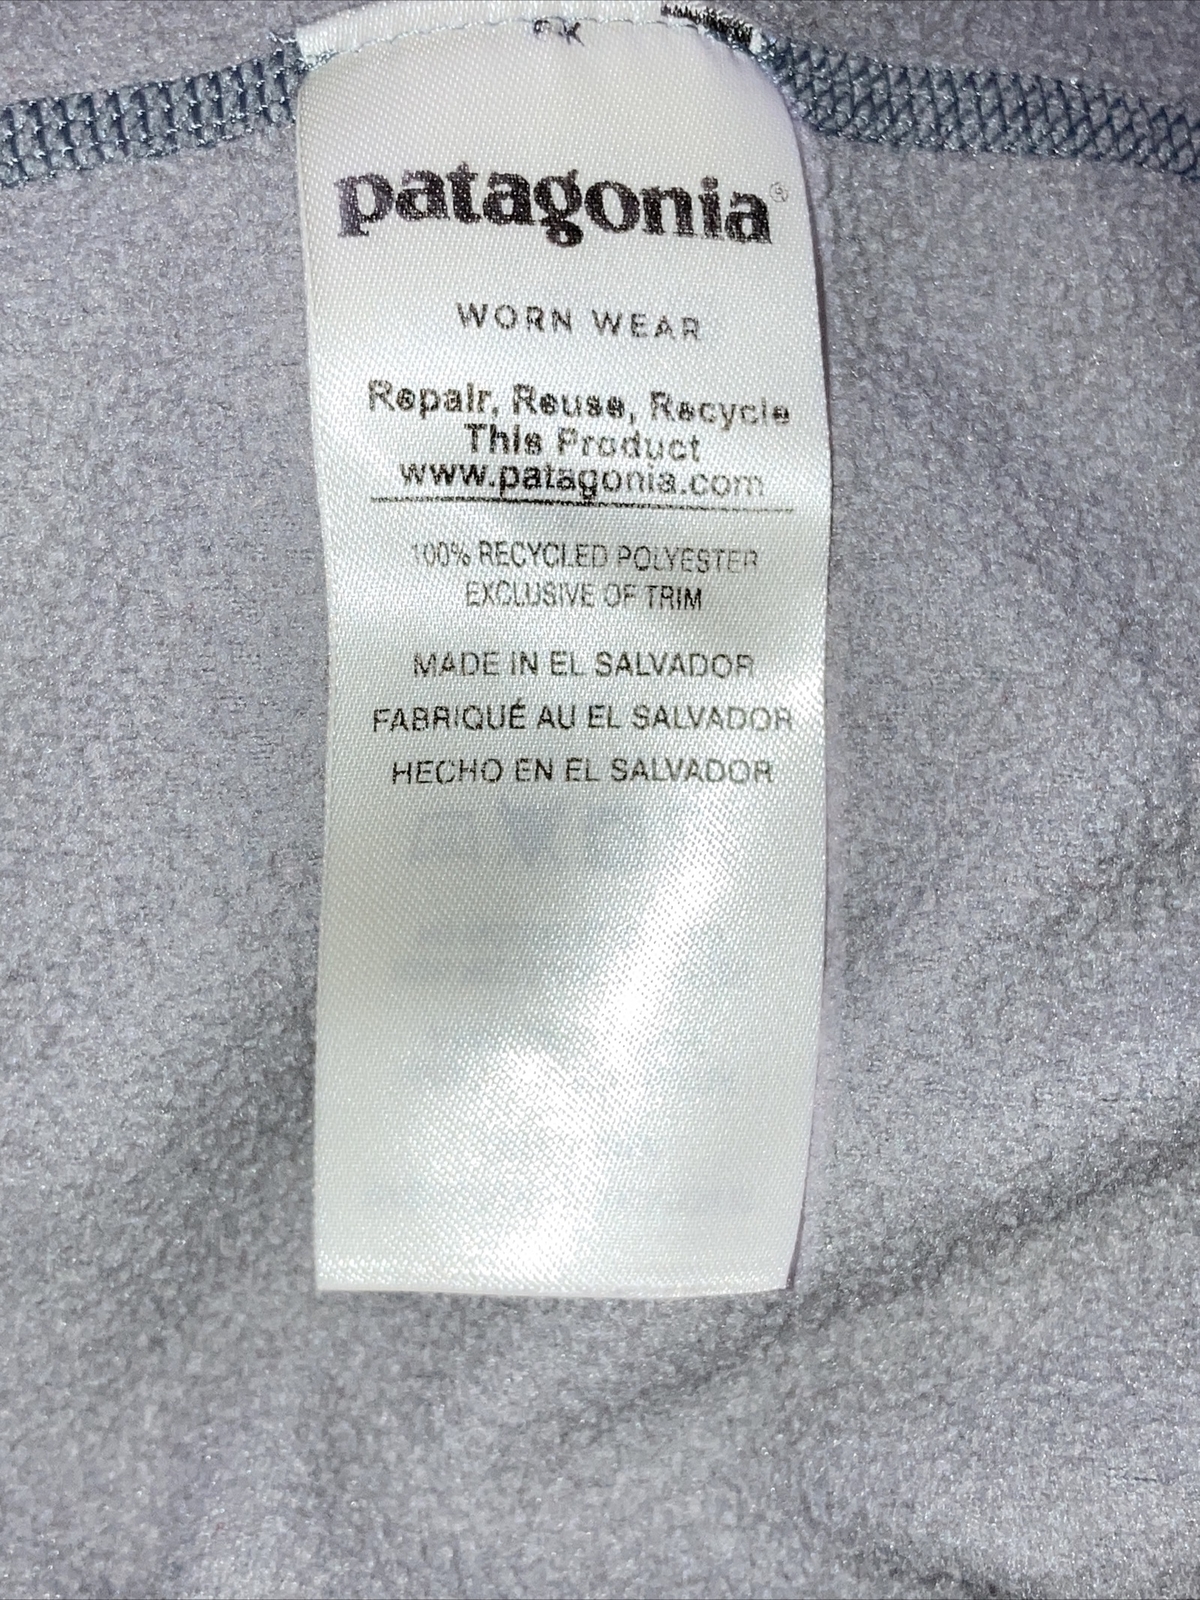 patagonia®
WORN WEAR
Repair, Reuse, Recycle
This Product
www.patagonia.com
100% RECYCLED POLYESTER
EXCLUSIVE OF TRIM
MADE IN EL SALVADOR
FABRIQUÉ AU EL SALVADOR
HECHO EN EL SALVADOR